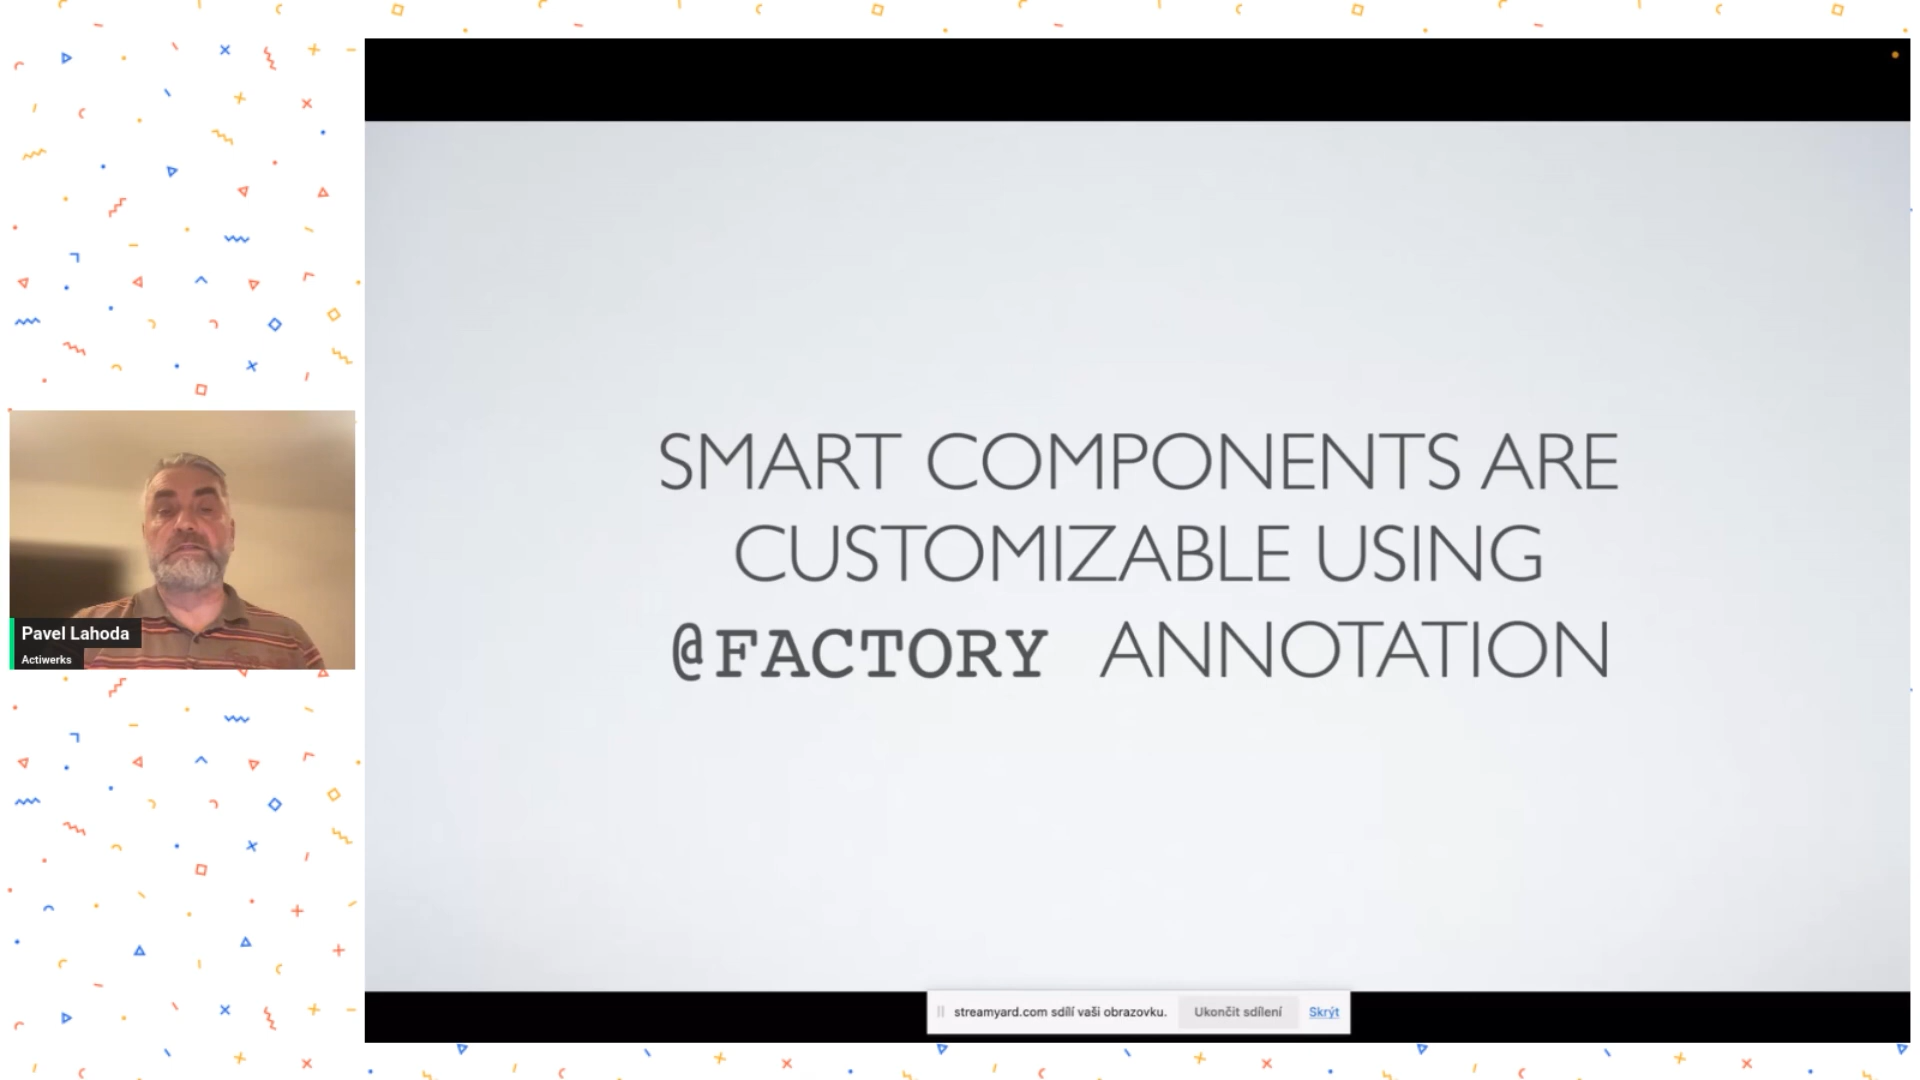 SMART COMPONENTS ARE
CUSTOMIZABLE USING
@FACTORY ANNOTATION
Pavel Lahoda
Actiwerks
streamyard.com sdílí vaši obrazovku. Ukončit sdílení Skrýt